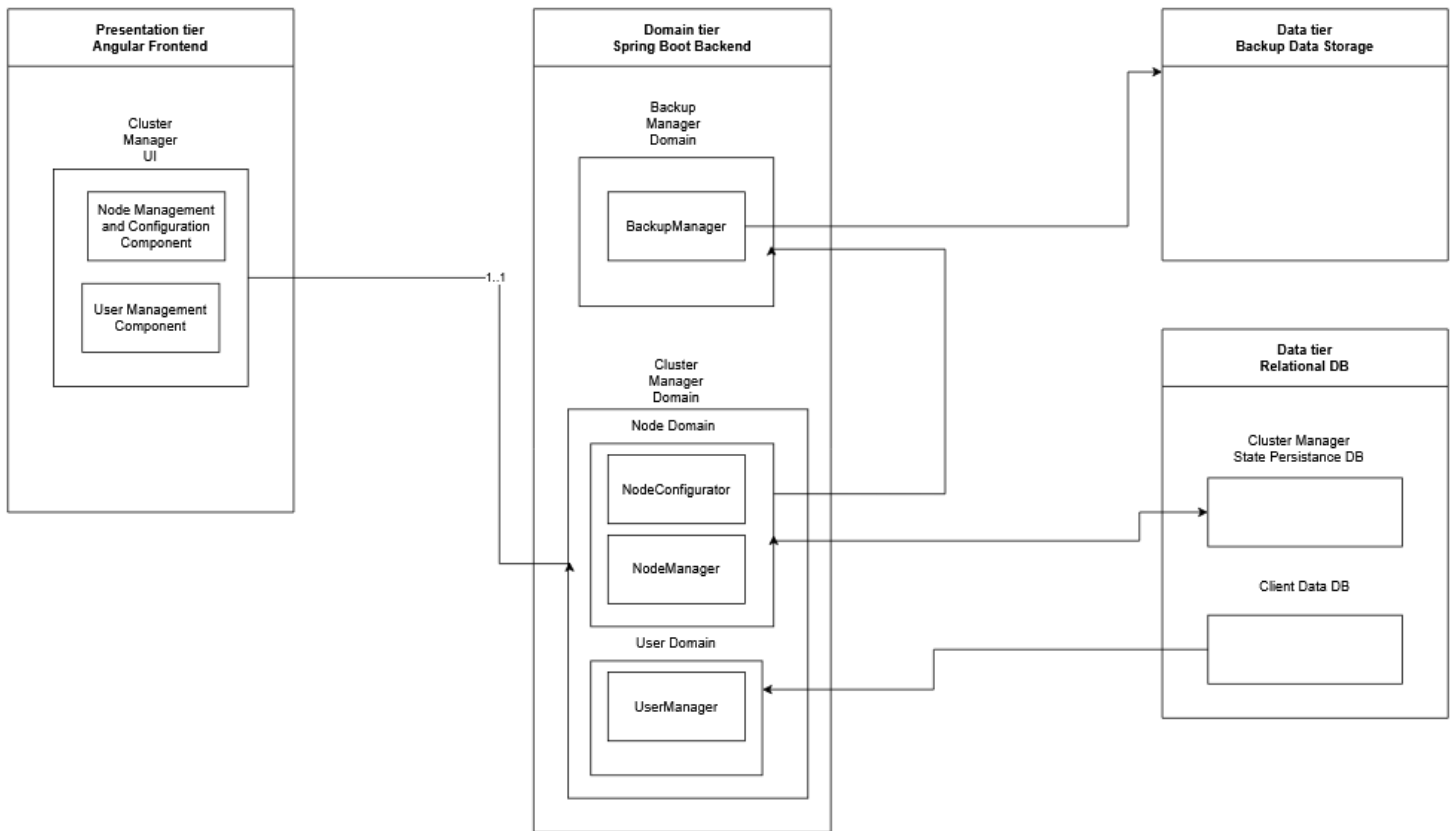 Presentation tier
Angular Frontend
Cluster
Manager
UI
Node Management
and Configuration
Component
User Management
Component
1..1
Domain tier
Spring Boot Backend
Backup
Manager
Domain
BackupManager
Cluster
Manager
Domain
Node Domain
NodeConfigurator
NodeManager
User Domain
UserManager
Data tier
Backup Data Storage
Data tier
Relational DB
Cluster Manager
State Persistance DB
Client Data DB